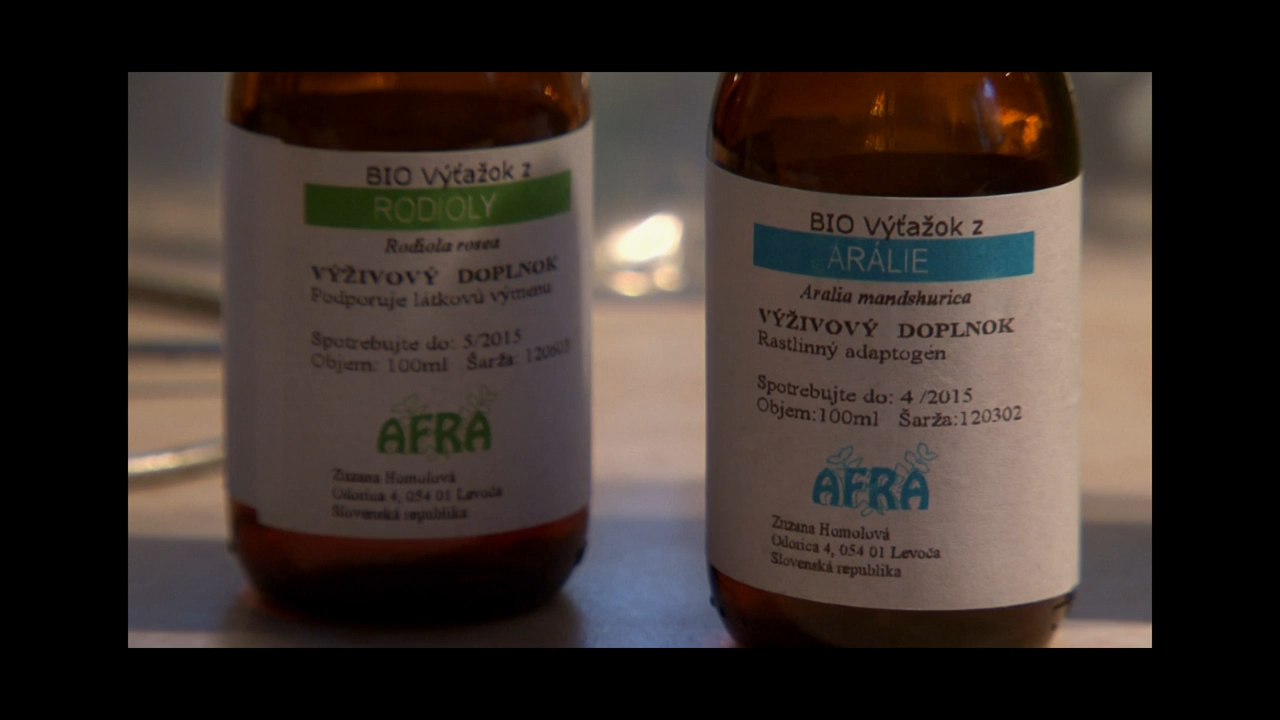 BIO Výťažok z
RODIOLY
Rodiola rosea
VÝŽIVOVÝ DOPLNOK
Podporuje látkovú výmenu
Spotrebujte do: 5/2015
Objem: 100ml Šarža: 120603
AFRA
Zuzana Homolová
Odorica 4, 054 01 Levoča
Slovenská republika
BIO Výťažok z
ARÁLIE
Aralia mandshurica
VÝŽIVOVÝ DOPLNOK
Rastlinný adaptogén
Spotrebujte do: 4 /2015
Objem:100ml Šarža:120302
AFRA
Zuzana Homolová
Odorica 4, 054 01 Levoča
Slovenská republika